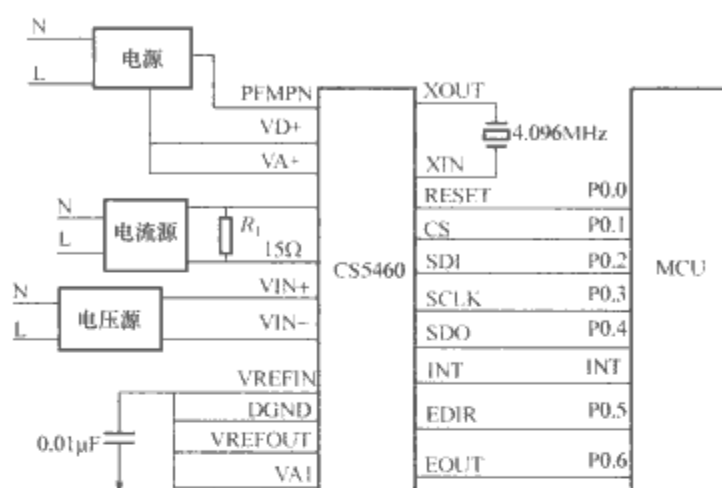 N
电源
L
PFMPN
VD+
VA+
XOUT
4.096MHz
XIN
N
电流源
L
R₁
15Ω
N
电压源
L
VIN+
VIN−
CS5460
RESET P0.0
CS P0.1
SDI P0.2
SCLK P0.3
SDO P0.4
INT INT
EDIR P0.5
EOUT P0.6
MCU
VREFIN
DGND
VREFOUT
VA1
0.01μF